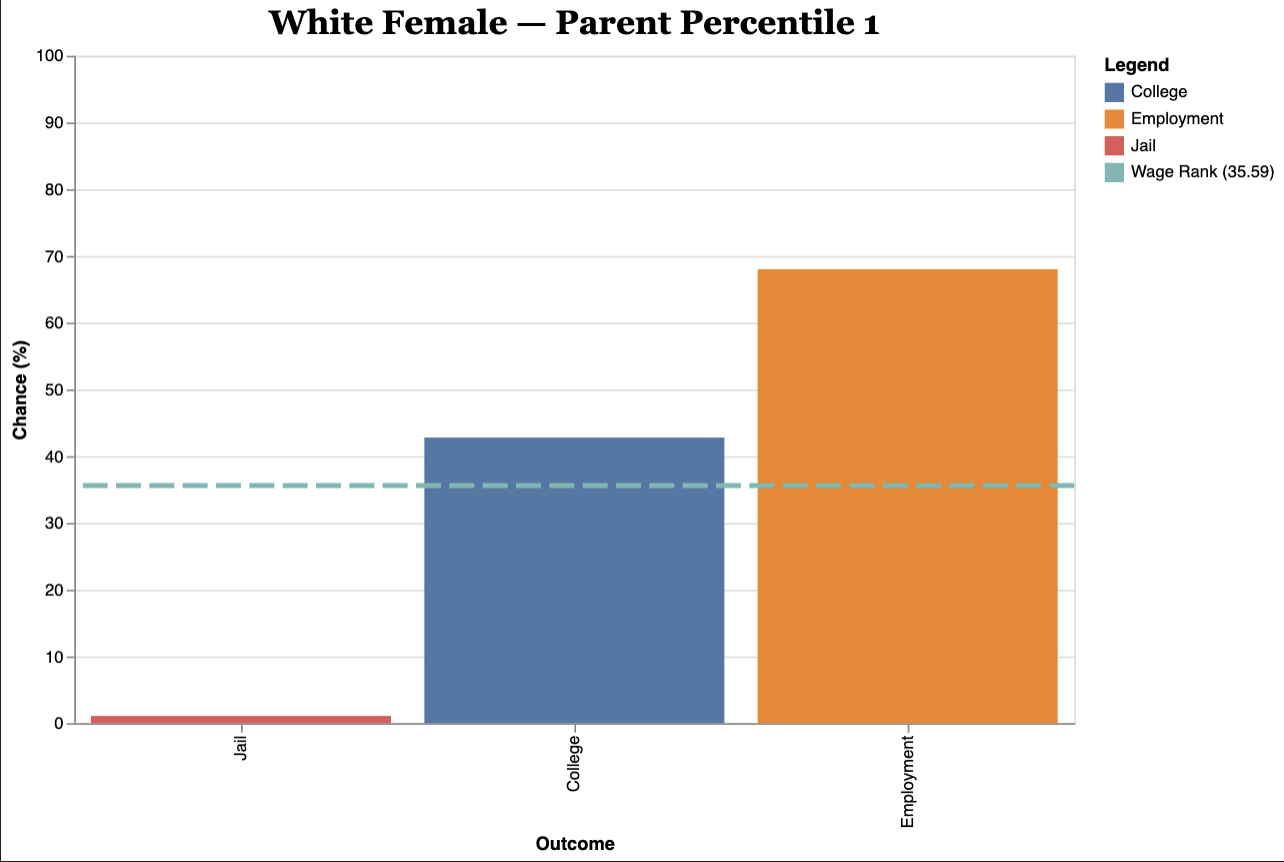 White Female — Parent Percentile 1
100
90
80
70
60
50
40
30
20
10
0
Chance (%)
Jail
College
Employment
Outcome
Legend
College
Employment
Jail
Wage Rank (35.59)